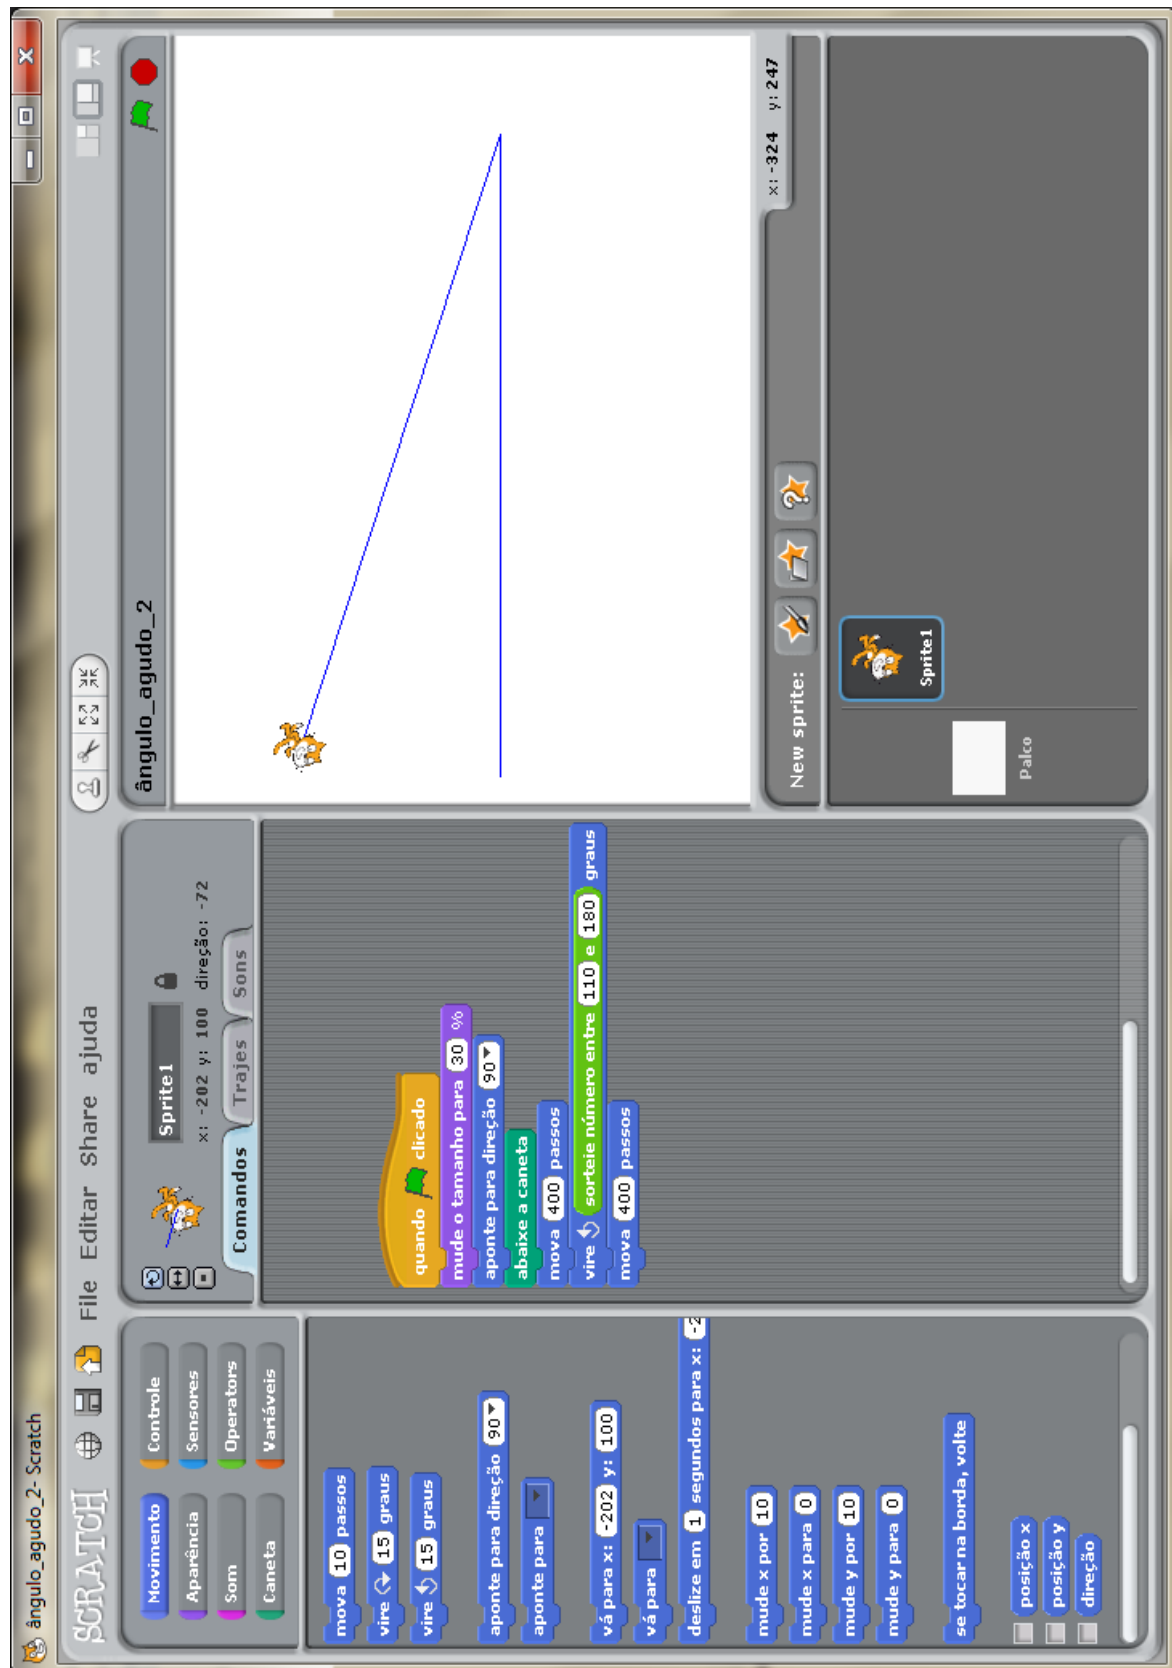 ângulo_agudo_2- Scratch
SCRATCH
File Editar Share ajuda
Movimento
Controle
Aparência
Sensores
Som
Operators
Caneta
Variáveis
mova 10 passos
vire 15 graus
vire 15 graus
aponte para direção 90
aponte para
vá para x: -202 y: 100
vá para
deslize em 1 segundos para x: -2
mude x por 10
mude x para 0
mude y por 10
mude y para 0
se tocar na borda, volte
posição x
posição y
direção
Sprite1
x: -202 y: 100 direção: -72
Comandos
Trajes
Sons
quando clicado
mude o tamanho para 30 %
aponte para direção 90
abaixe a caneta
mova 400 passos
vire sorteie número entre 110 e 180 graus
mova 400 passos
ângulo_agudo_2
x: -324 y: 247
New sprite:
Sprite1
Palco